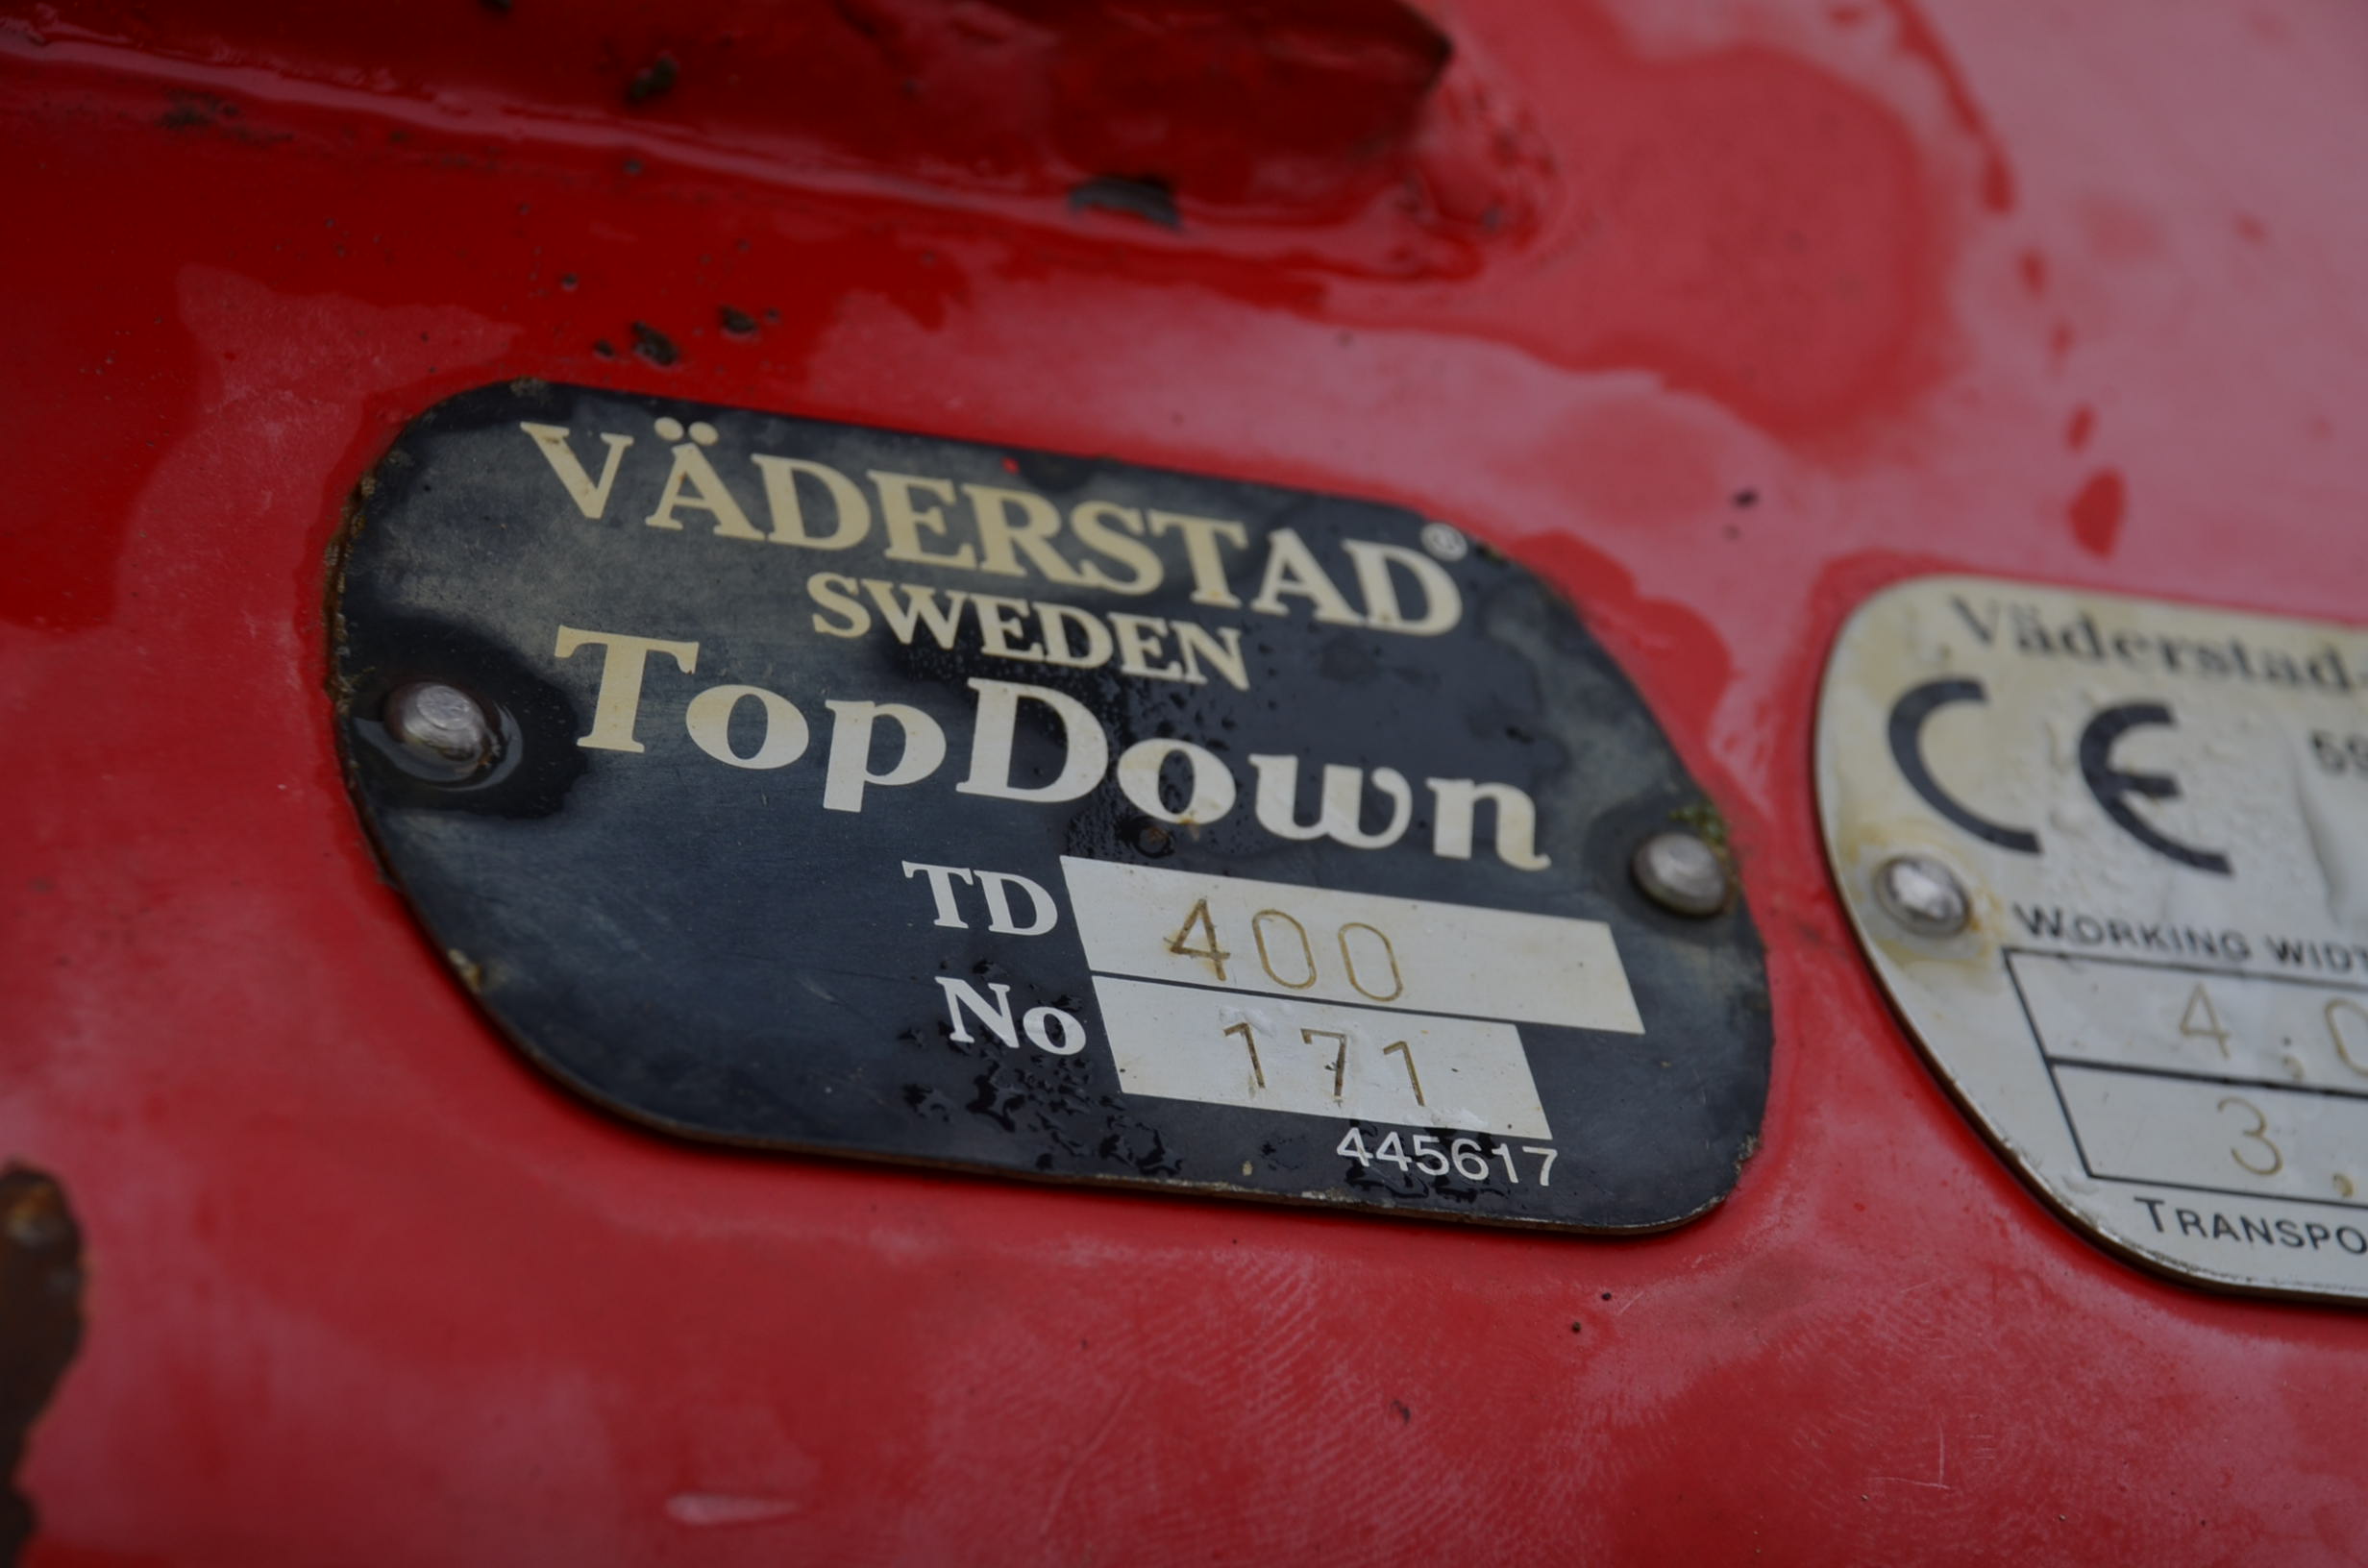 VÄDERSTAD®
SWEDEN
TopDown
TD 400
No 171
445617
Väderstad-
CE
WORKING WIDT
4,0
3,
TRANSPO